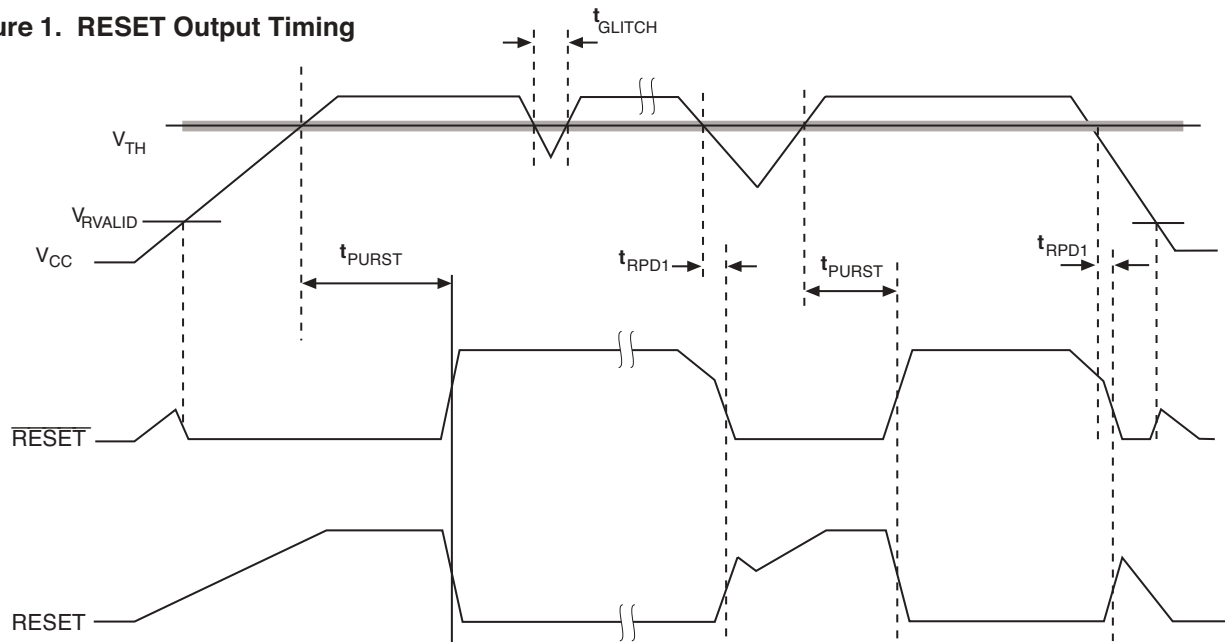 ure 1. RESET Output Timing
tGLITCH
VTH
VRVALID
VCC
tPURST
tRPD1
tPURST
tRPD1
RESET
RESET